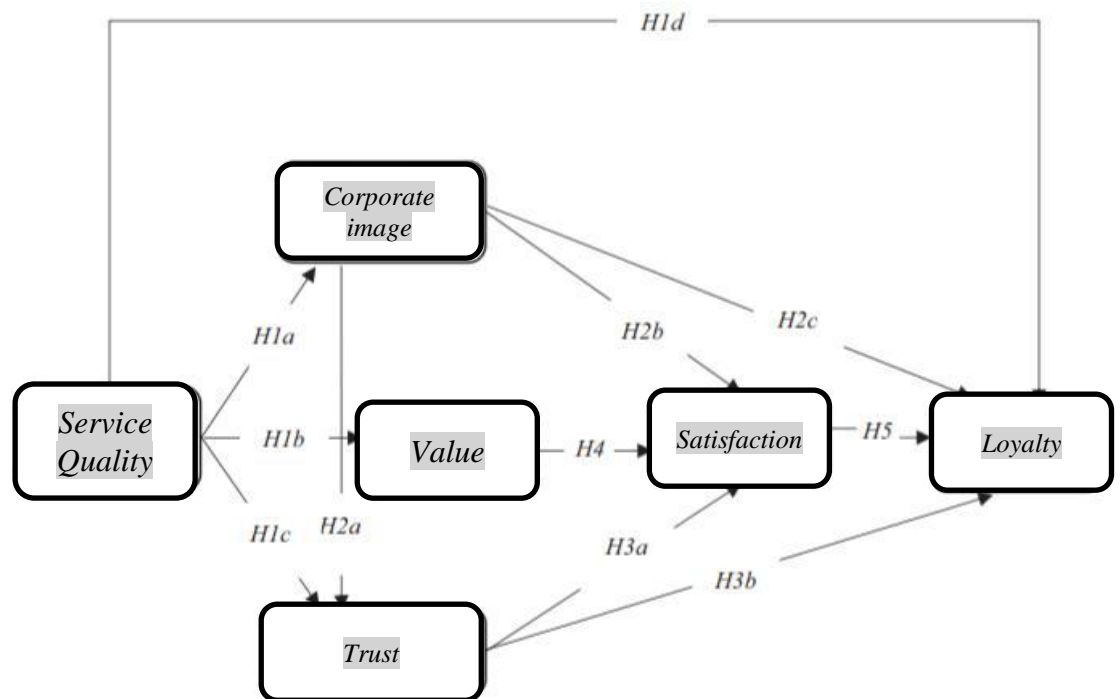 H1d
Corporate
image
H1a
H2b
H2c
Service
Quality
H1b
Value
H4
Satisfaction
H5
Loyalty
H1c
H2a
H3a
H3b
Trust